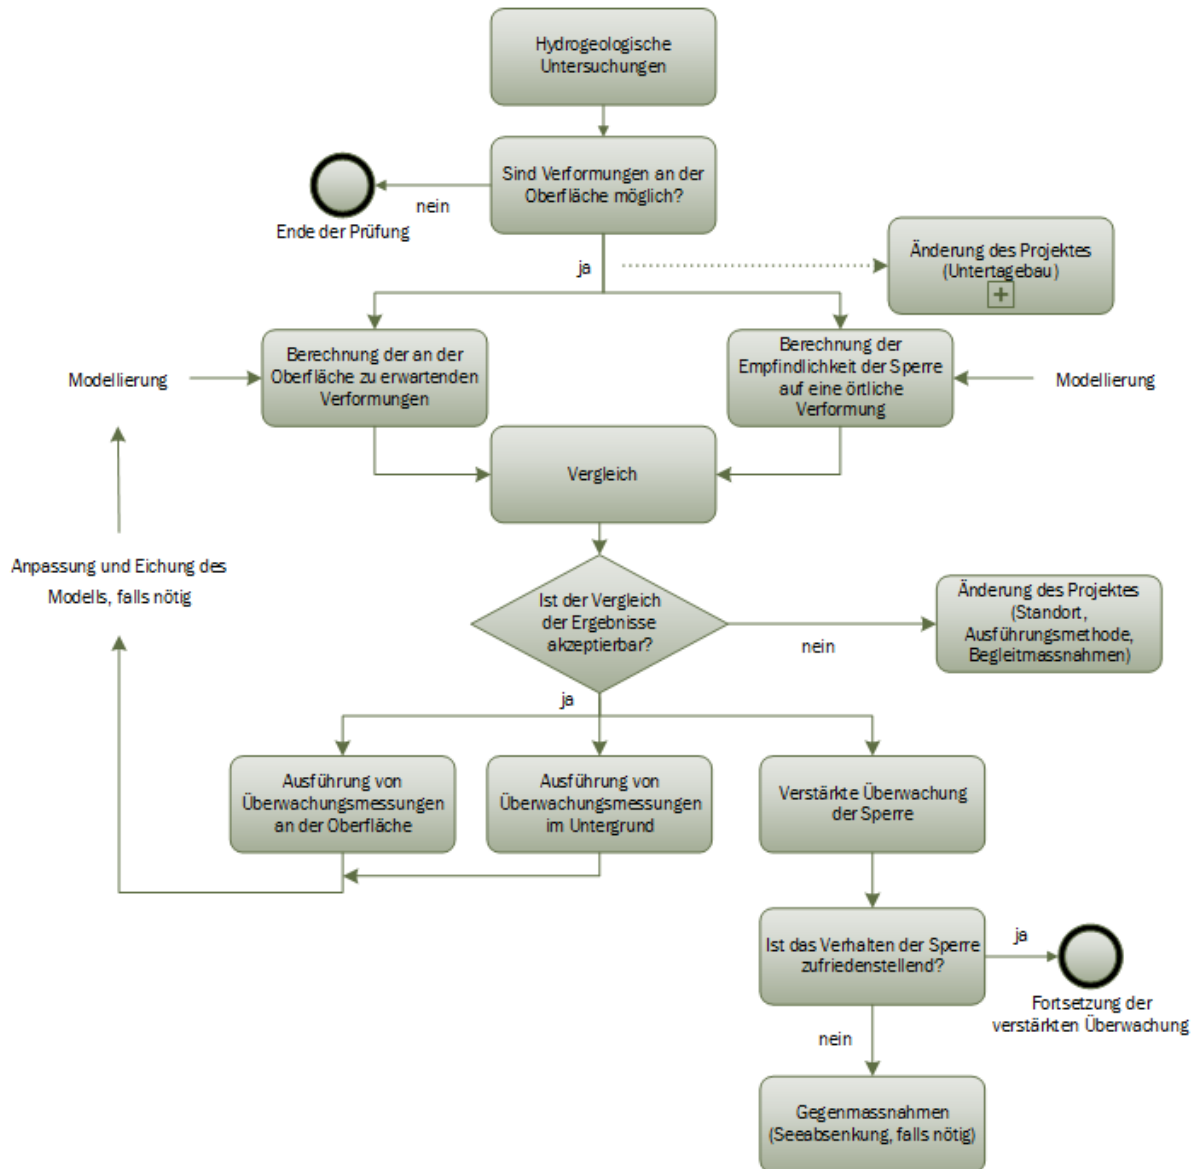 Hydrogeologische
Untersuchungen
Sind Verformungen an der
Oberfläche möglich?
nein
Ende der Prüfung
ja
Änderung des Projektes
(Untertagebau)
Modellierung
Berechnung der an der
Oberfläche zu erwartenden
Verformungen
Berechnung der
Empfindlichkeit der Sperre
auf eine örtliche
Verformung
Modellierung
Vergleich
Anpassung und Eichung des
Modells, falls nötig
Ist der Vergleich
der Ergebnisse
akzeptierbar?
nein
Änderung des Projektes
(Standort,
Ausführungsmethode,
Begleitmassnahmen)
ja
Ausführung von
Überwachungsmessungen
an der Oberfläche
Ausführung von
Überwachungsmessungen
im Untergrund
Verstärkte Überwachung
der Sperre
Ist das Verhalten der Sperre
zufriedenstellend?
ja
Fortsetzung der
verstärkten Überwachung
nein
Gegenmassnahmen
(Seeabsenkung, falls nötig)